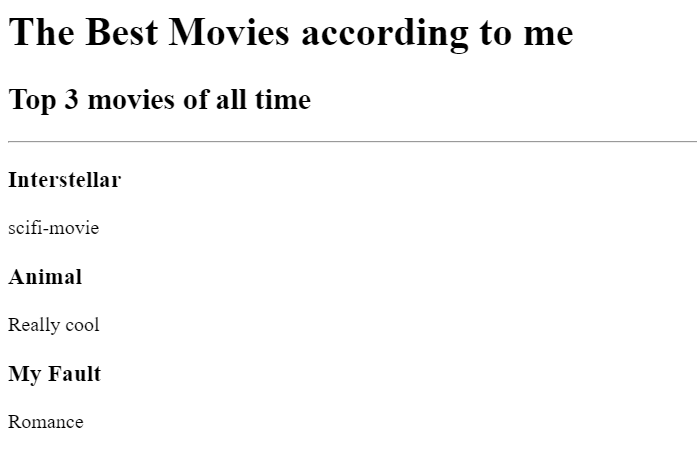 The Best Movies according to me
Top 3 movies of all time
Interstellar
scifi-movie
Animal
Really cool
My Fault
Romance